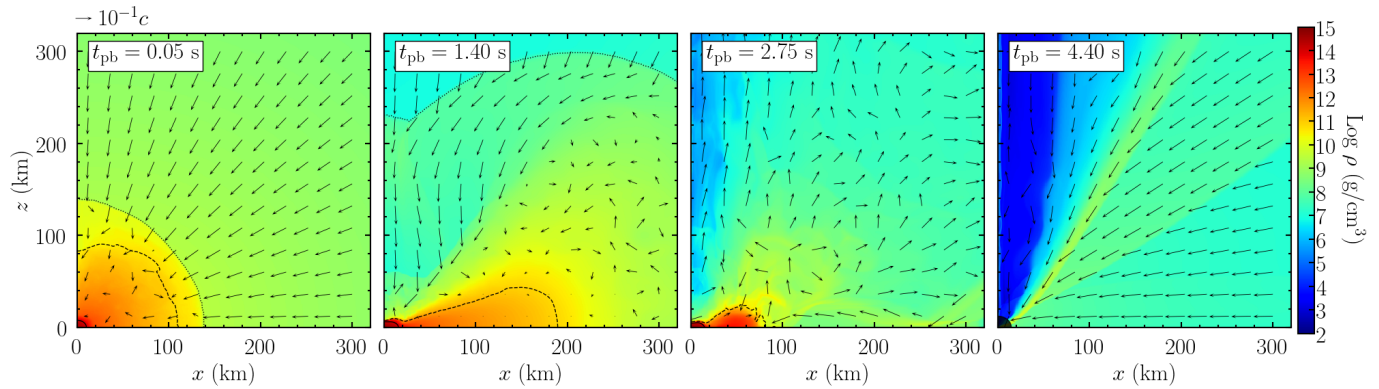 → 10⁻¹c
t_pb = 0.05 s
t_pb = 1.40 s
t_pb = 2.75 s
t_pb = 4.40 s
300
200
100
0
z (km)
0 100 200 300
0 100 200 300
0 100 200 300
0 100 200 300
x (km)
x (km)
x (km)
x (km)
15
14
13
12
11
10
9
8
7
6
5
4
3
2
Log ρ (g/cm³)